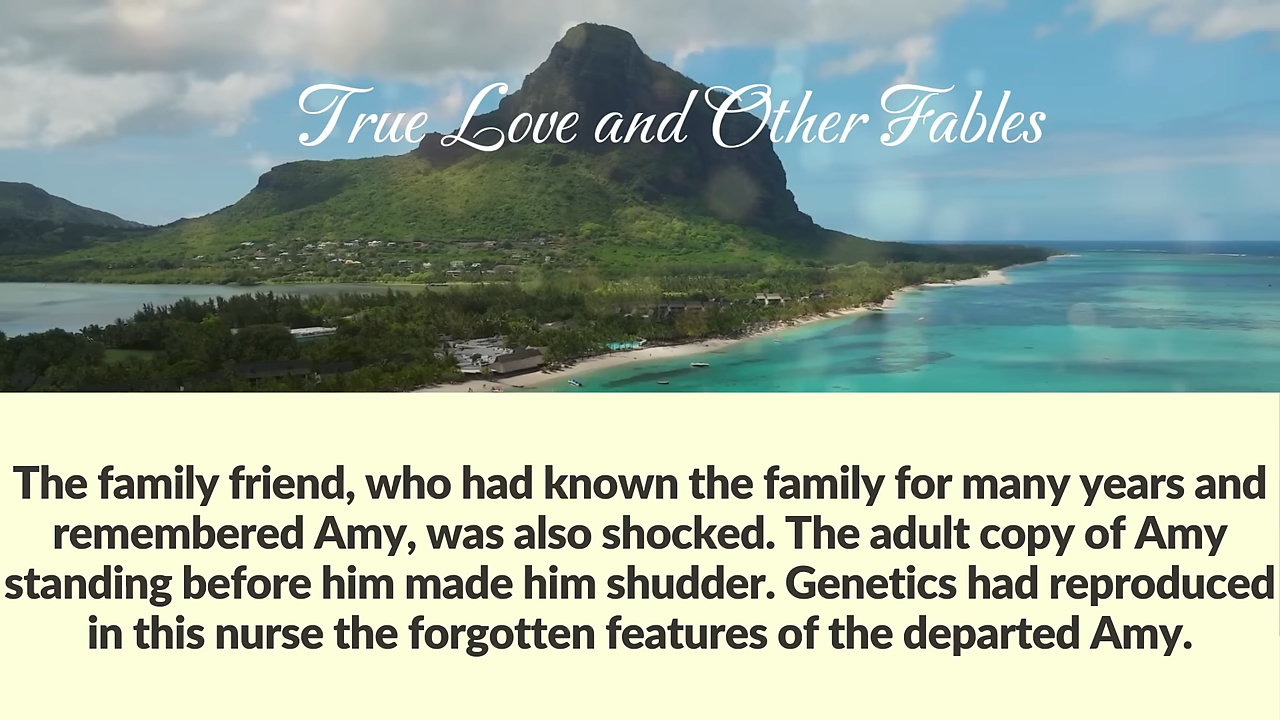 True Love and Other Fables
The family friend, who had known the family for many years and
remembered Amy, was also shocked. The adult copy of Amy
standing before him made him shudder. Genetics had reproduced
in this nurse the forgotten features of the departed Amy.